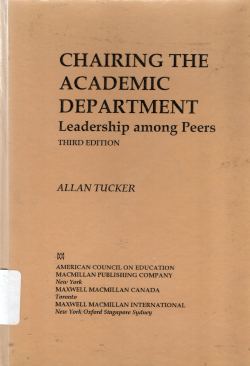 CHAIRING THE
ACADEMIC
DEPARTMENT
Leadership among Peers
THIRD EDITION
ALLAN TUCKER
AMERICAN COUNCIL ON EDUCATION
MACMILLAN PUBLISHING COMPANY
New York
MAXWELL MACMILLAN CANADA
Toronto
MAXWELL MACMILLAN INTERNATIONAL
New York Oxford Singapore Sydney